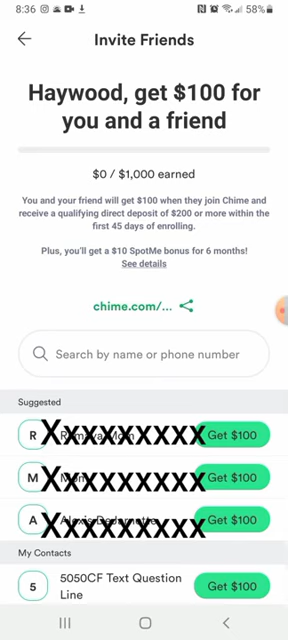 8:36 58%
Invite Friends
Haywood, get $100 for
you and a friend
$0 / $1,000 earned
You and your friend will get $100 when they join Chime and
receive a qualifying direct deposit of $200 or more within the
first 45 days of enrolling.
Plus, you'll get a $10 SpotMe bonus for 6 months!
See details
chime.com/...
Search by name or phone number
Suggested
R Xxxxxxxxx Get $100
M Xxxxxxxxx Get $100
A Xxxxxxxxx Get $100
My Contacts
5 5050CF Text Question
Line
Get $100